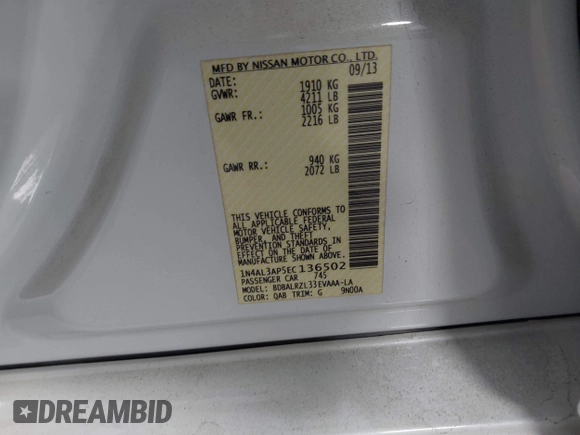 MFD BY NISSAN MOTOR CO., LTD.
DATE: 09/13
GVWR: 1910 KG
4211 LB
GAWR FR.: 1005 KG
2216 LB
GAWR RR.: 940 KG
2072 LB
THIS VEHICLE CONFORMS TO
ALL APPLICABLE FEDERAL
MOTOR VEHICLE SAFETY,
BUMPER, AND THEFT
PREVENTION STANDARDS IN
EFFECT ON THE DATE OF
MANUFACTURE SHOWN ABOVE.
1N4AL3AP5EC136502
PASSENGER CAR 745
MODEL: BDBALRZL33EVAAA-LA
COLOR: QAB TRIM: G 9N00A
DREAMBID